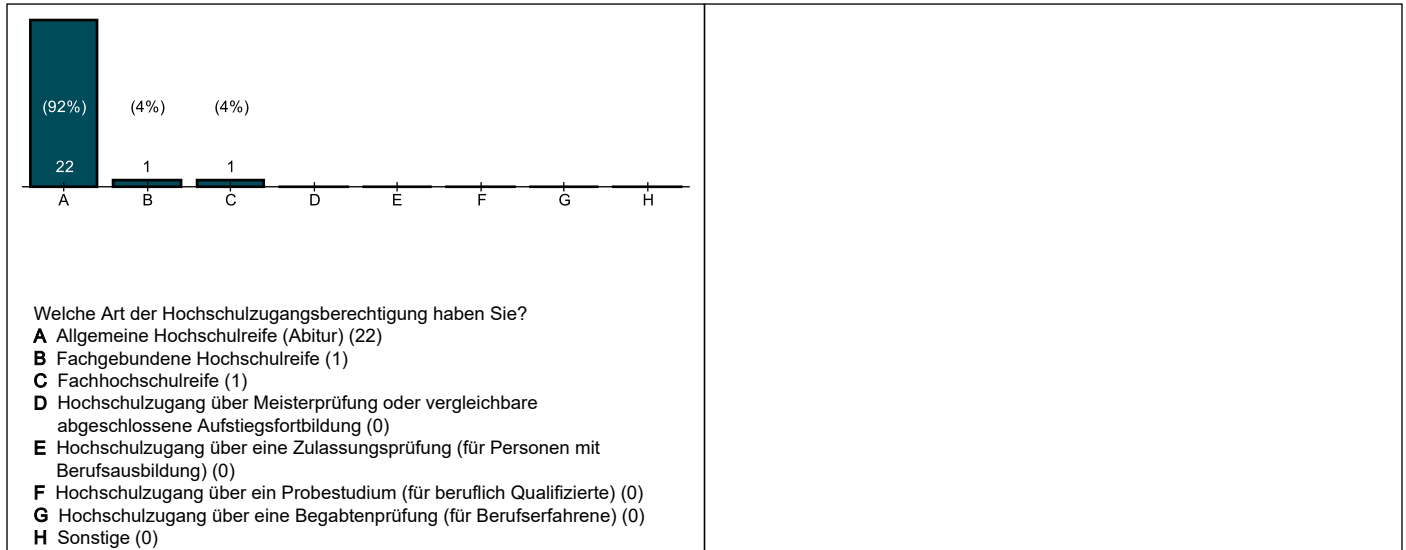 (92%) (4%) (4%)
22 1 1
A B C D E F G H
Welche Art der Hochschulzugangsberechtigung haben Sie?
A Allgemeine Hochschulreife (Abitur) (22)
B Fachgebundene Hochschulreife (1)
C Fachhochschulreife (1)
D Hochschulzugang über Meisterprüfung oder vergleichbare
abgeschlossene Aufstiegsfortbildung (0)
E Hochschulzugang über eine Zulassungsprüfung (für Personen mit
Berufsausbildung) (0)
F Hochschulzugang über ein Probestudium (für beruflich Qualifizierte) (0)
G Hochschulzugang über eine Begabtenprüfung (für Berufserfahrene) (0)
H Sonstige (0)